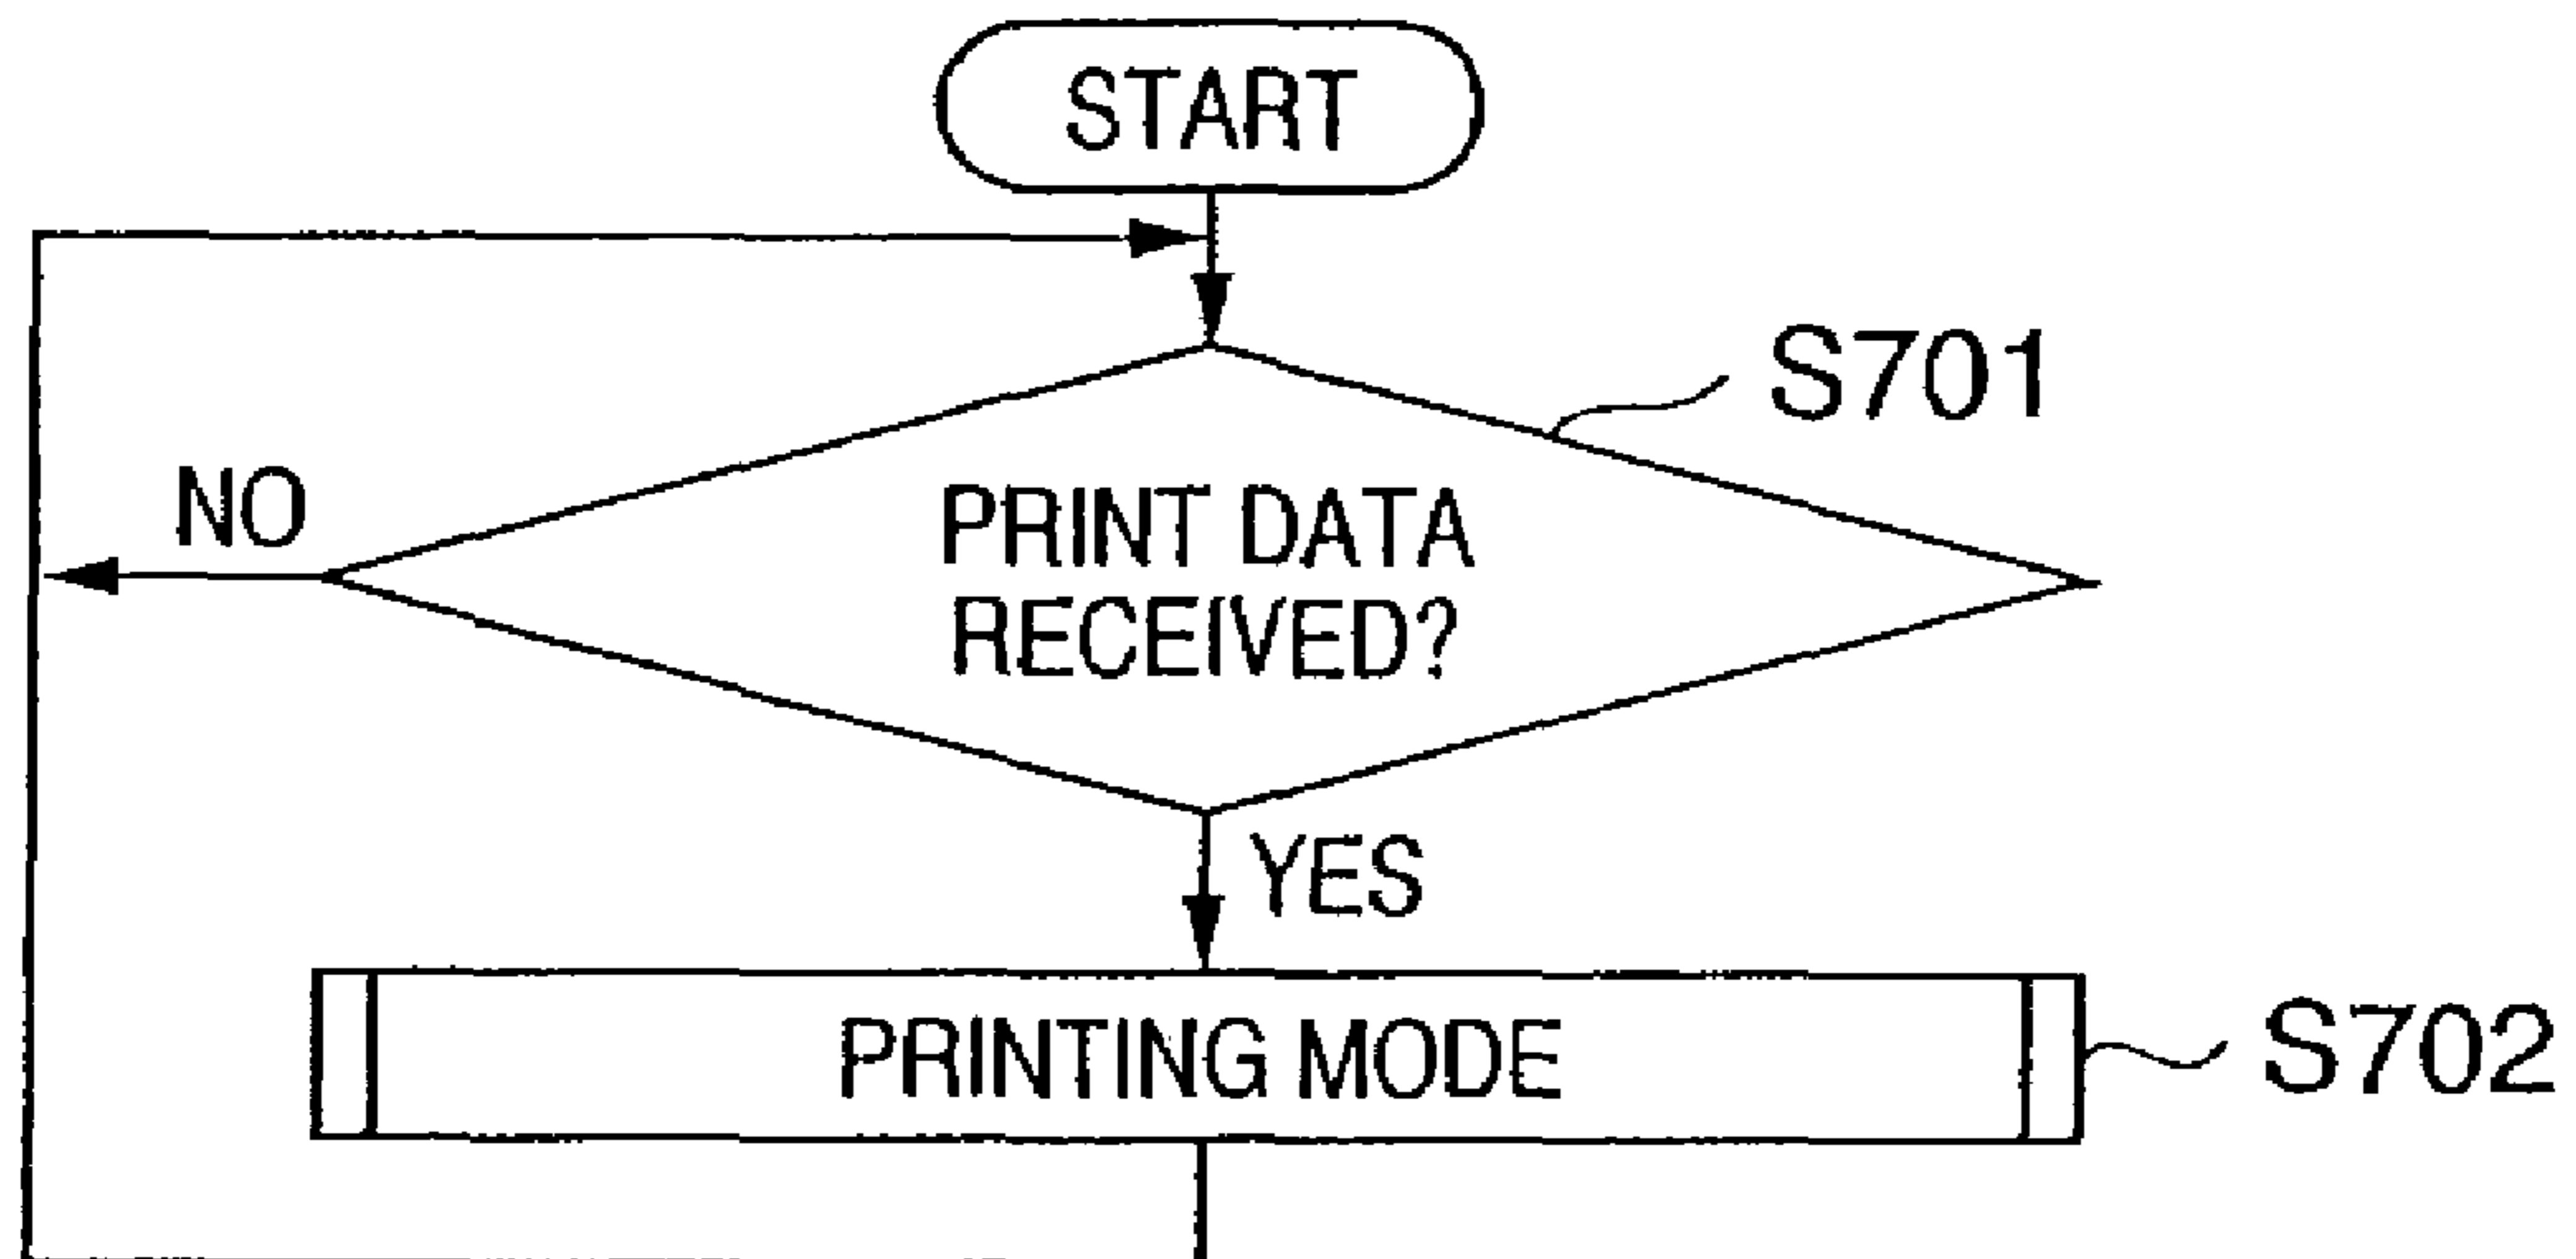 START
S701
NO
PRINT DATA
RECEIVED?
YES
PRINTING MODE
S702